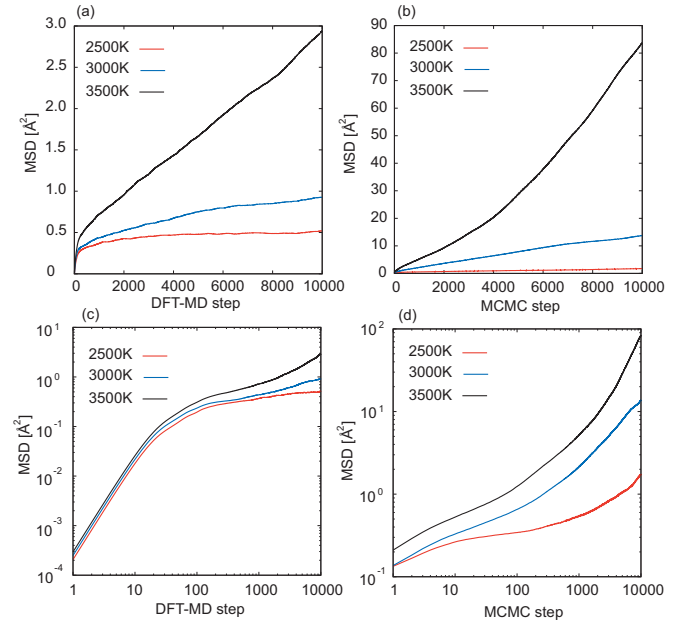 (a)
3.0
2.5
2.0
1.5
1.0
0.5
0
MSD [Å²]
2500K
3000K
3500K
0 2000 4000 6000 8000 10000
DFT-MD step
(b)
90
80
70
60
50
40
30
20
10
0
MSD [Å²]
2500K
3000K
3500K
0 2000 4000 6000 8000 10000
MCMC step
(c)
10²
10¹
10⁰
10⁻¹
10⁻²
10⁻³
10⁻⁴
MSD [Å²]
2500K
3000K
3500K
1 10 100 1000 10000
DFT-MD step
(d)
10²
10¹
10⁰
10⁻¹
MSD [Å²]
2500K
3000K
3500K
1 10 100 1000 10000
MCMC step